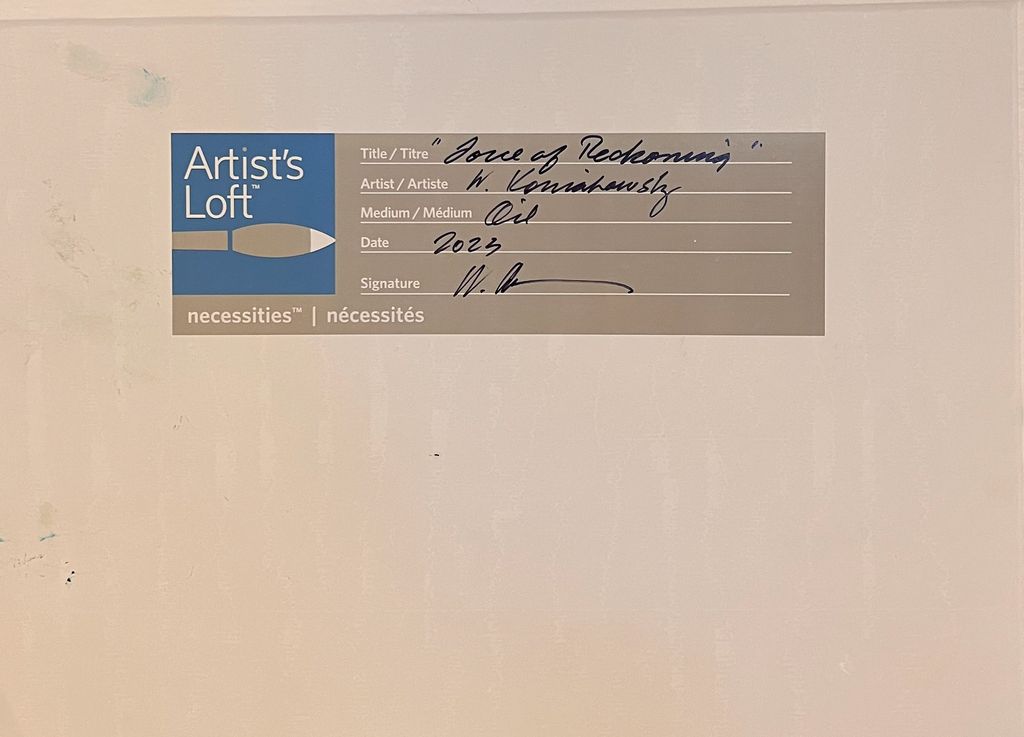 Artist's
Loft™
Title / Titre "Force of Reckoning"
Artist / Artiste W.
Medium / Médium Oil
Date 2023
Signature W.
necessities™ | nécessités